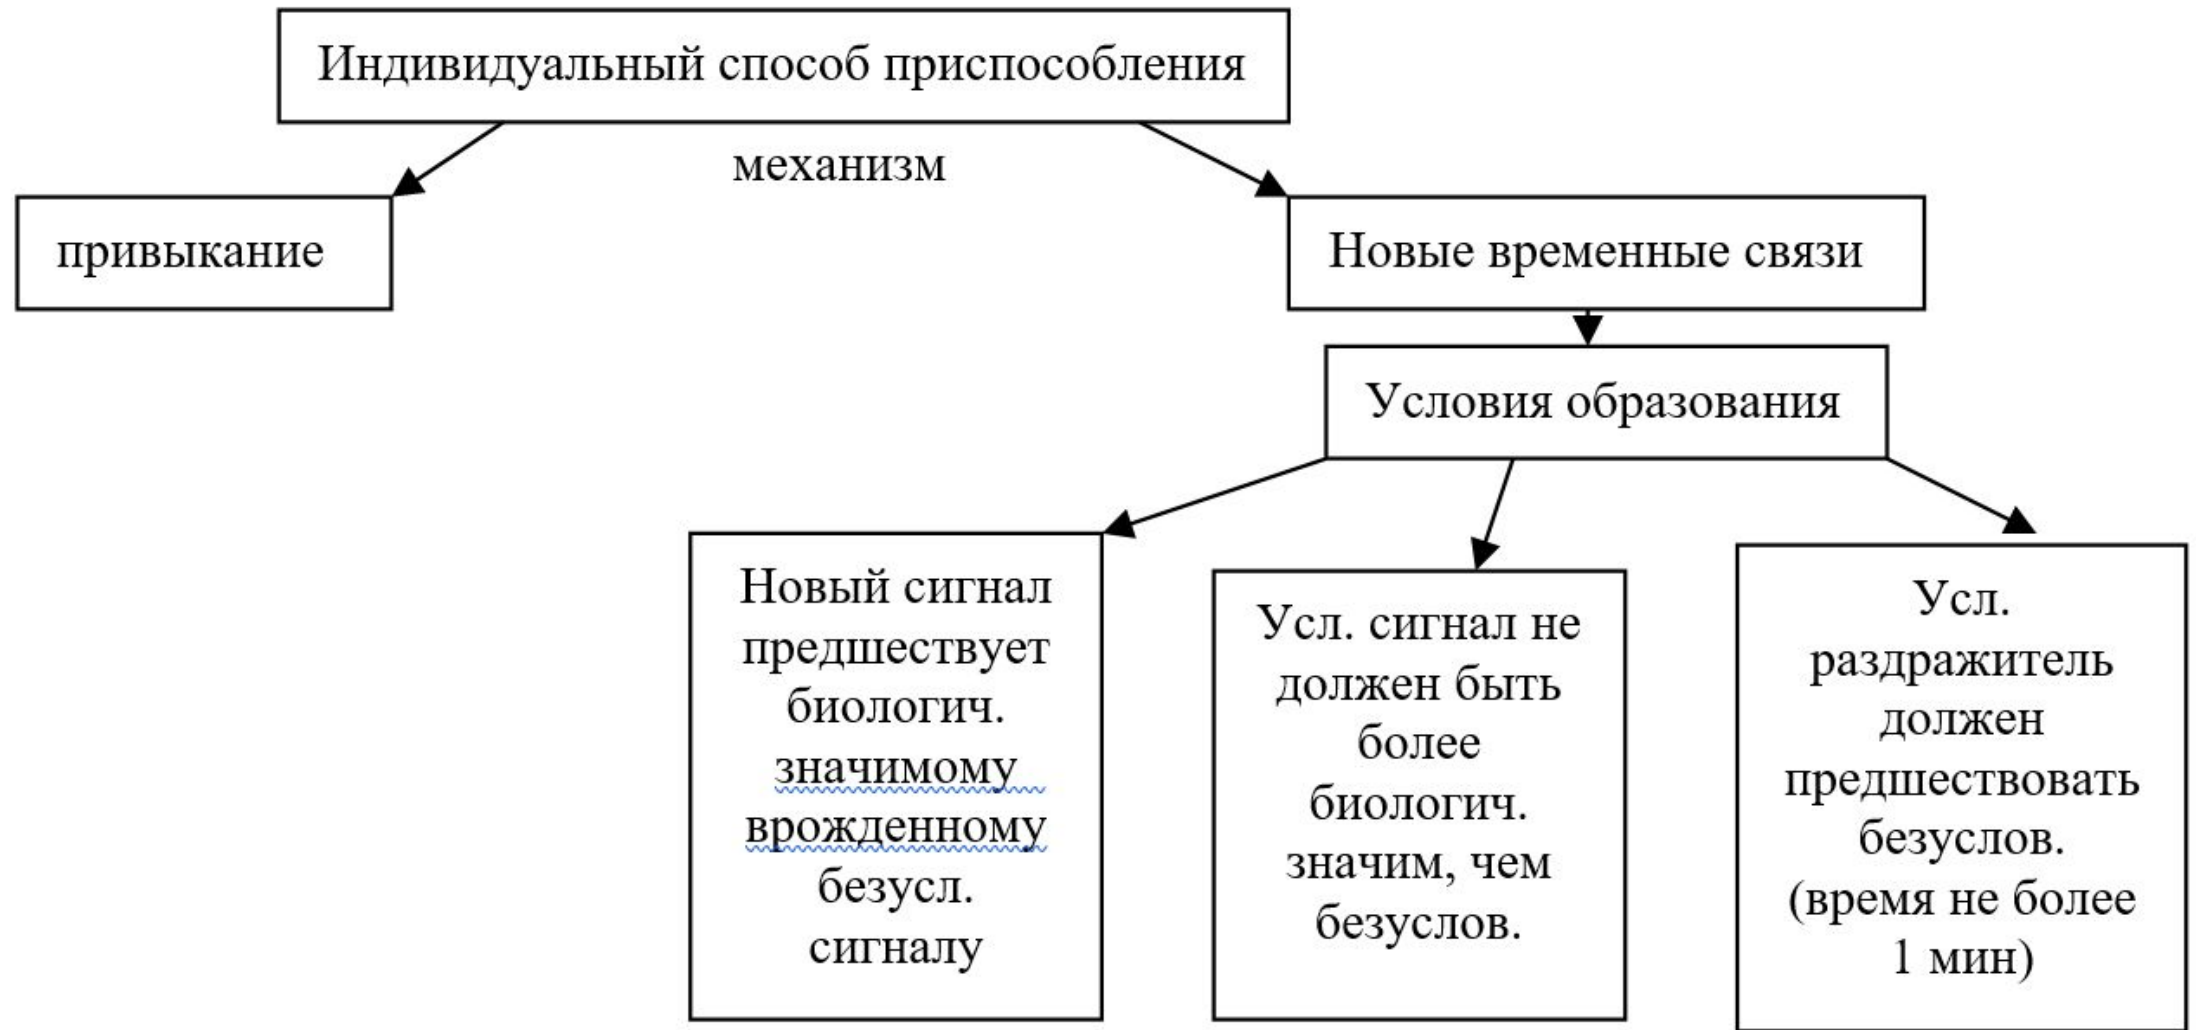 Индивидуальный способ приспособления
механизм
привыкание
Новые временные связи
Условия образования
Новый сигнал
предшествует
биологич.
значимому
врожденному
безусл.
сигналу
Усл. сигнал не
должен быть
более
биологич.
значим, чем
безуслов.
Усл.
раздражитель
должен
предшествовать
безуслов.
(время не более
1 мин)